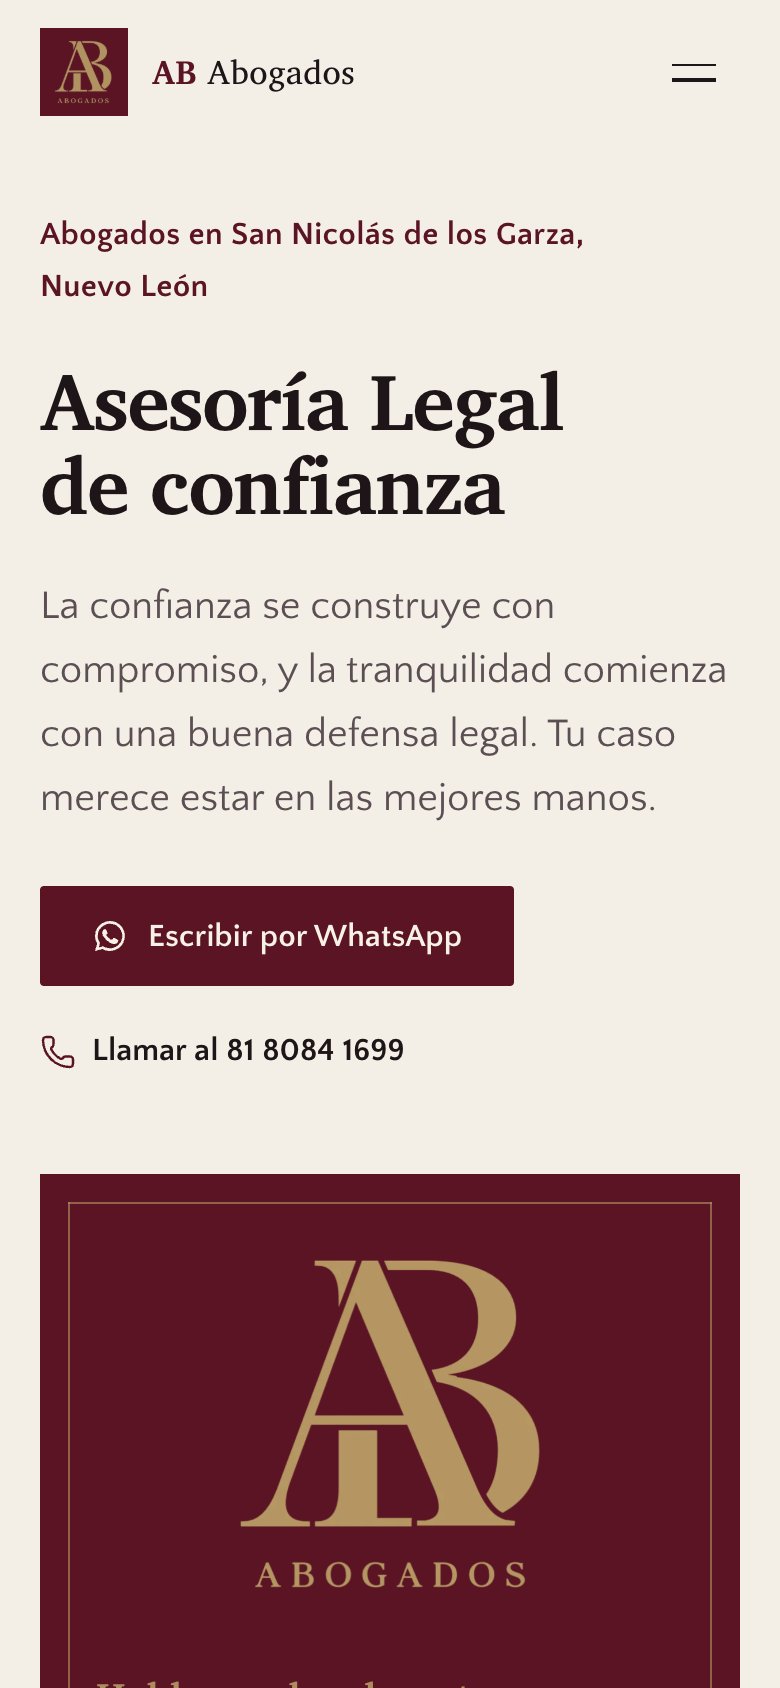 AB
ABOGADOS
AB Abogados
Abogados en San Nicolás de los Garza,
Nuevo León
Asesoría Legal
de confianza
La confianza se construye con
compromiso, y la tranquilidad comienza
con una buena defensa legal. Tu caso
merece estar en las mejores manos.
Escribir por WhatsApp
Llamar al 81 8084 1699
AB
ABOGADOS